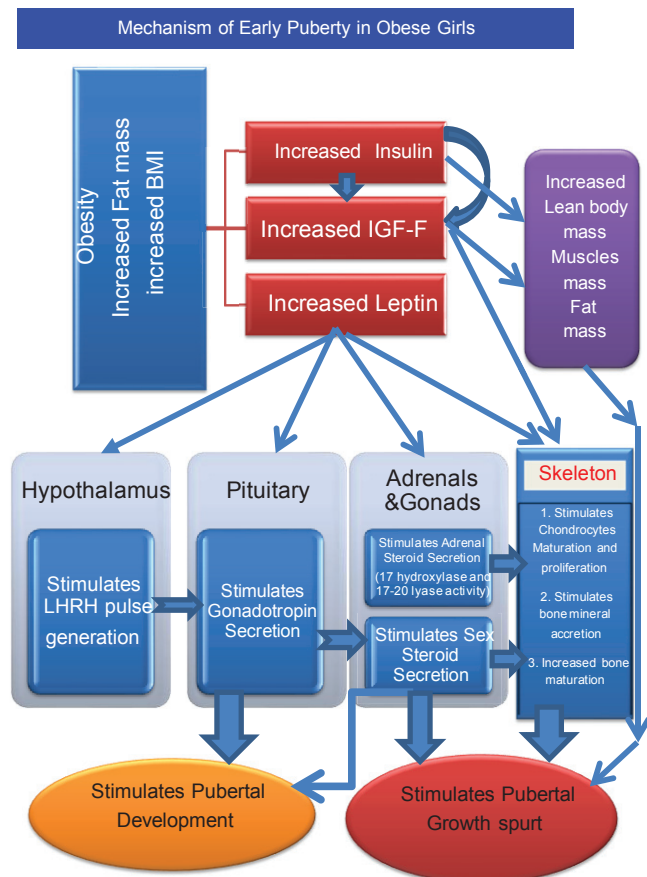 Mechanism of Early Puberty in Obese Girls
Obesity
Increased Fat mass
increased BMI
Increased Insulin
Increased IGF-F
Increased Leptin
Increased
Lean body
mass
Muscles
mass
Fat
mass
Hypothalamus
Stimulates
LHRH pulse
generation
Pituitary
Stimulates
Gonadotropin
Secretion
Adrenals
&Gonads
Stimulates Adrenal
Steroid Secretion
(17 hydroxylase and
17-20 lyase activity)
Stimulates Sex
Steroid
Secretion
Skeleton
1. Stimulates
Chondrocytes
Maturation and
proliferation
2. Stimulates
bone mineral
accretion
3. Increased bone
maturation
Stimulates Pubertal
Development
Stimulates Pubertal
Growth spurt